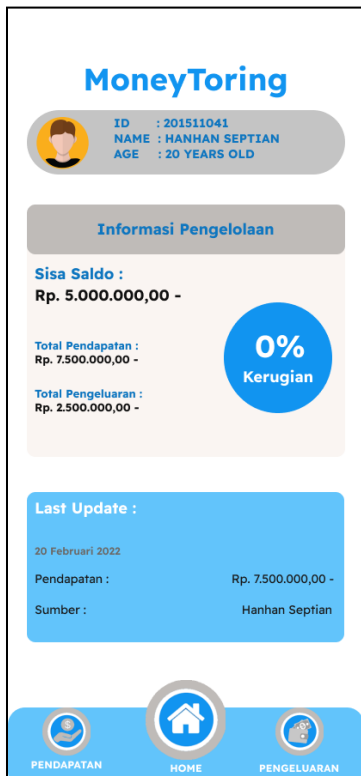 MoneyToring
ID : 201511041
NAME : HANHAN SEPTIAN
AGE : 20 YEARS OLD
Informasi Pengelolaan
Sisa Saldo :
Rp. 5.000.000,00 -
Total Pendapatan :
Rp. 7.500.000,00 -
Total Pengeluaran :
Rp. 2.500.000,00 -
0%
Kerugian
Last Update :
20 Februari 2022
Pendapatan : Rp. 7.500.000,00 -
Sumber : Hanhan Septian
PENDAPATAN HOME PENGELUARAN